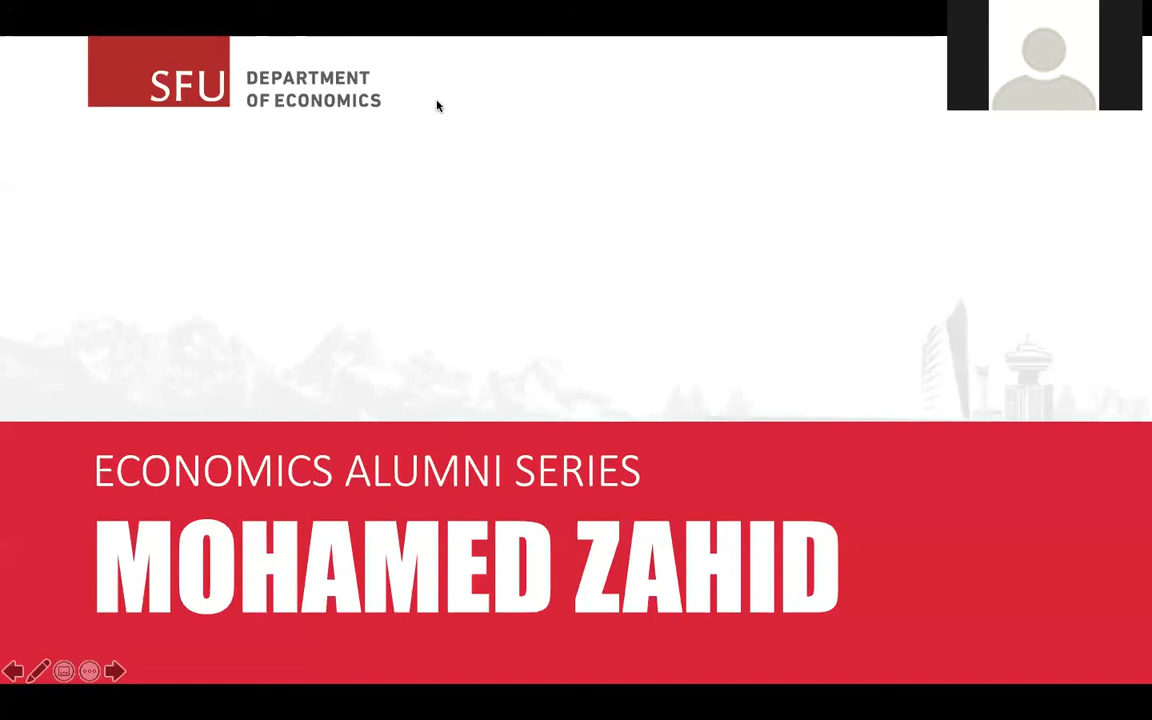 SFU
DEPARTMENT
OF ECONOMICS
ECONOMICS ALUMNI SERIES
MOHAMED ZAHID